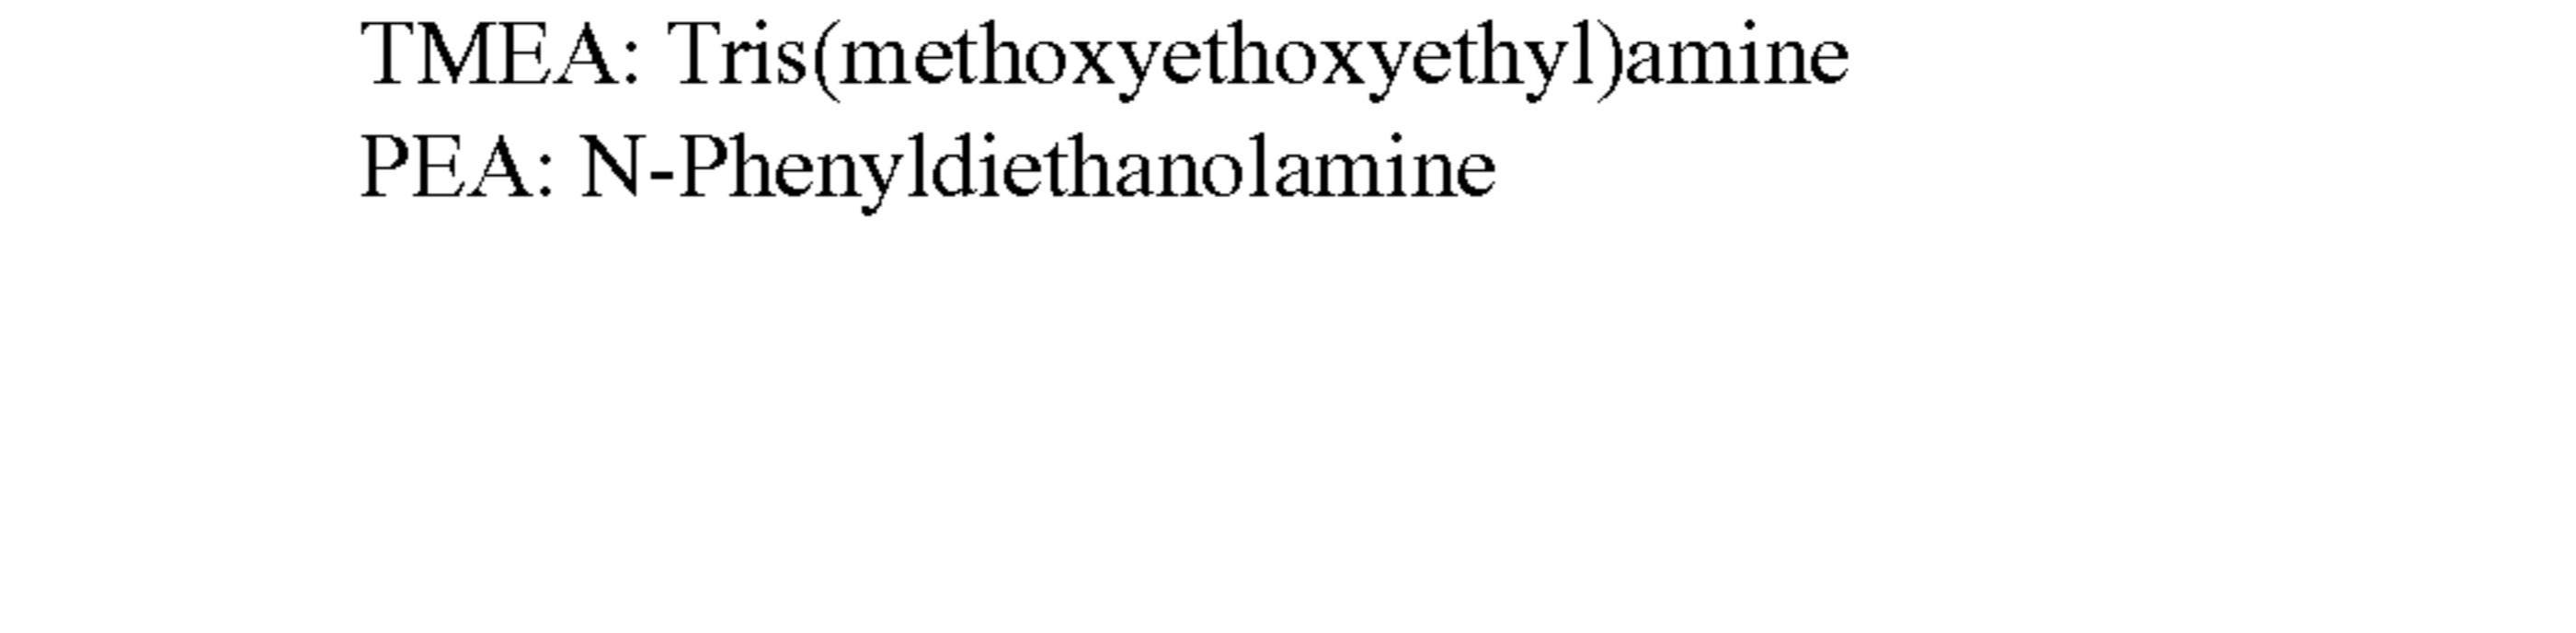 TMEA: Tris(methoxyethoxyethyl)amine
PEA: N-Phenyldiethanolamine